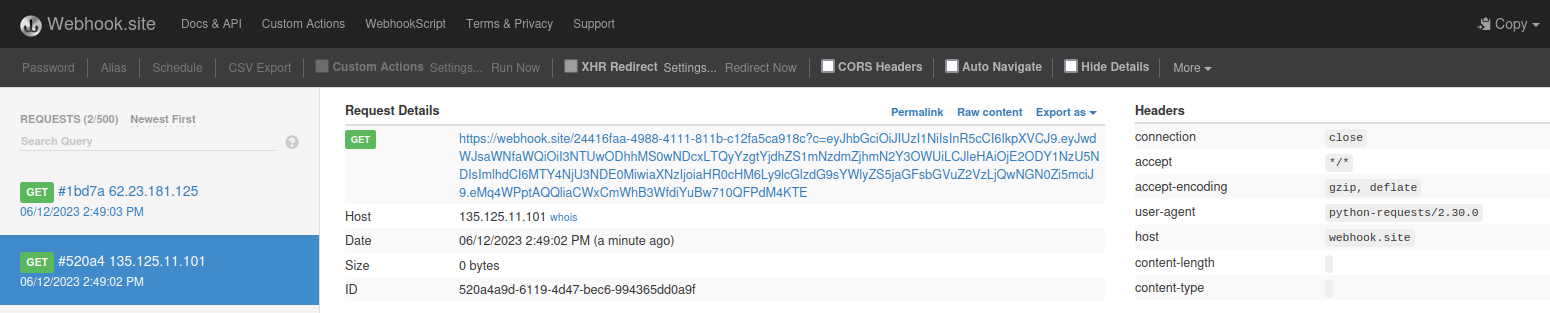 Webhook.site Docs & API Custom Actions WebhookScript Terms & Privacy Support Copy
Password Alias Schedule CSV Export Custom Actions Settings... Run Now XHR Redirect Settings... Redirect Now CORS Headers Auto Navigate Hide Details More
REQUESTS (2/500) Newest First
Search Query ?
GET #1bd7a 62.23.181.125
06/12/2023 2:49:03 PM
GET #520a4 135.125.11.101
06/12/2023 2:49:02 PM
Request Details Permalink Raw content Export as
GET https://webhook.site/24416faa-4988-4111-811b-c12fa5ca918c?c=eyJhbGciOiJIUzI1NiIsInR5cCI6IkpXVCJ9.eyJwd
WJsaWNfaWQiOiI3NTUwODhhMS0wNDcxLTQyYzgtYjdhZS1mNzdmZjhmN2Y3OWUiLCJleHAiOjE2ODY1NzU5N
DIsImlhdCI6MTY4NjU3NDE0MiwiaXNzIjoiaHR0cHM6Ly9lcGlzdG9sYWlyZS5jaGFsbGVuZ2VzLjQwNGN0Zi5mciJ
9.eMq4WPptAQQliaCWxCmWhB3WfdiYuBw710QFPdM4KTE
Host 135.125.11.101 whois
Date 06/12/2023 2:49:02 PM (a minute ago)
Size 0 bytes
ID 520a4a9d-6119-4d47-bec6-994365dd0a9f
Headers
connection close
accept */*
accept-encoding gzip, deflate
user-agent python-requests/2.30.0
host webhook.site
content-length
content-type